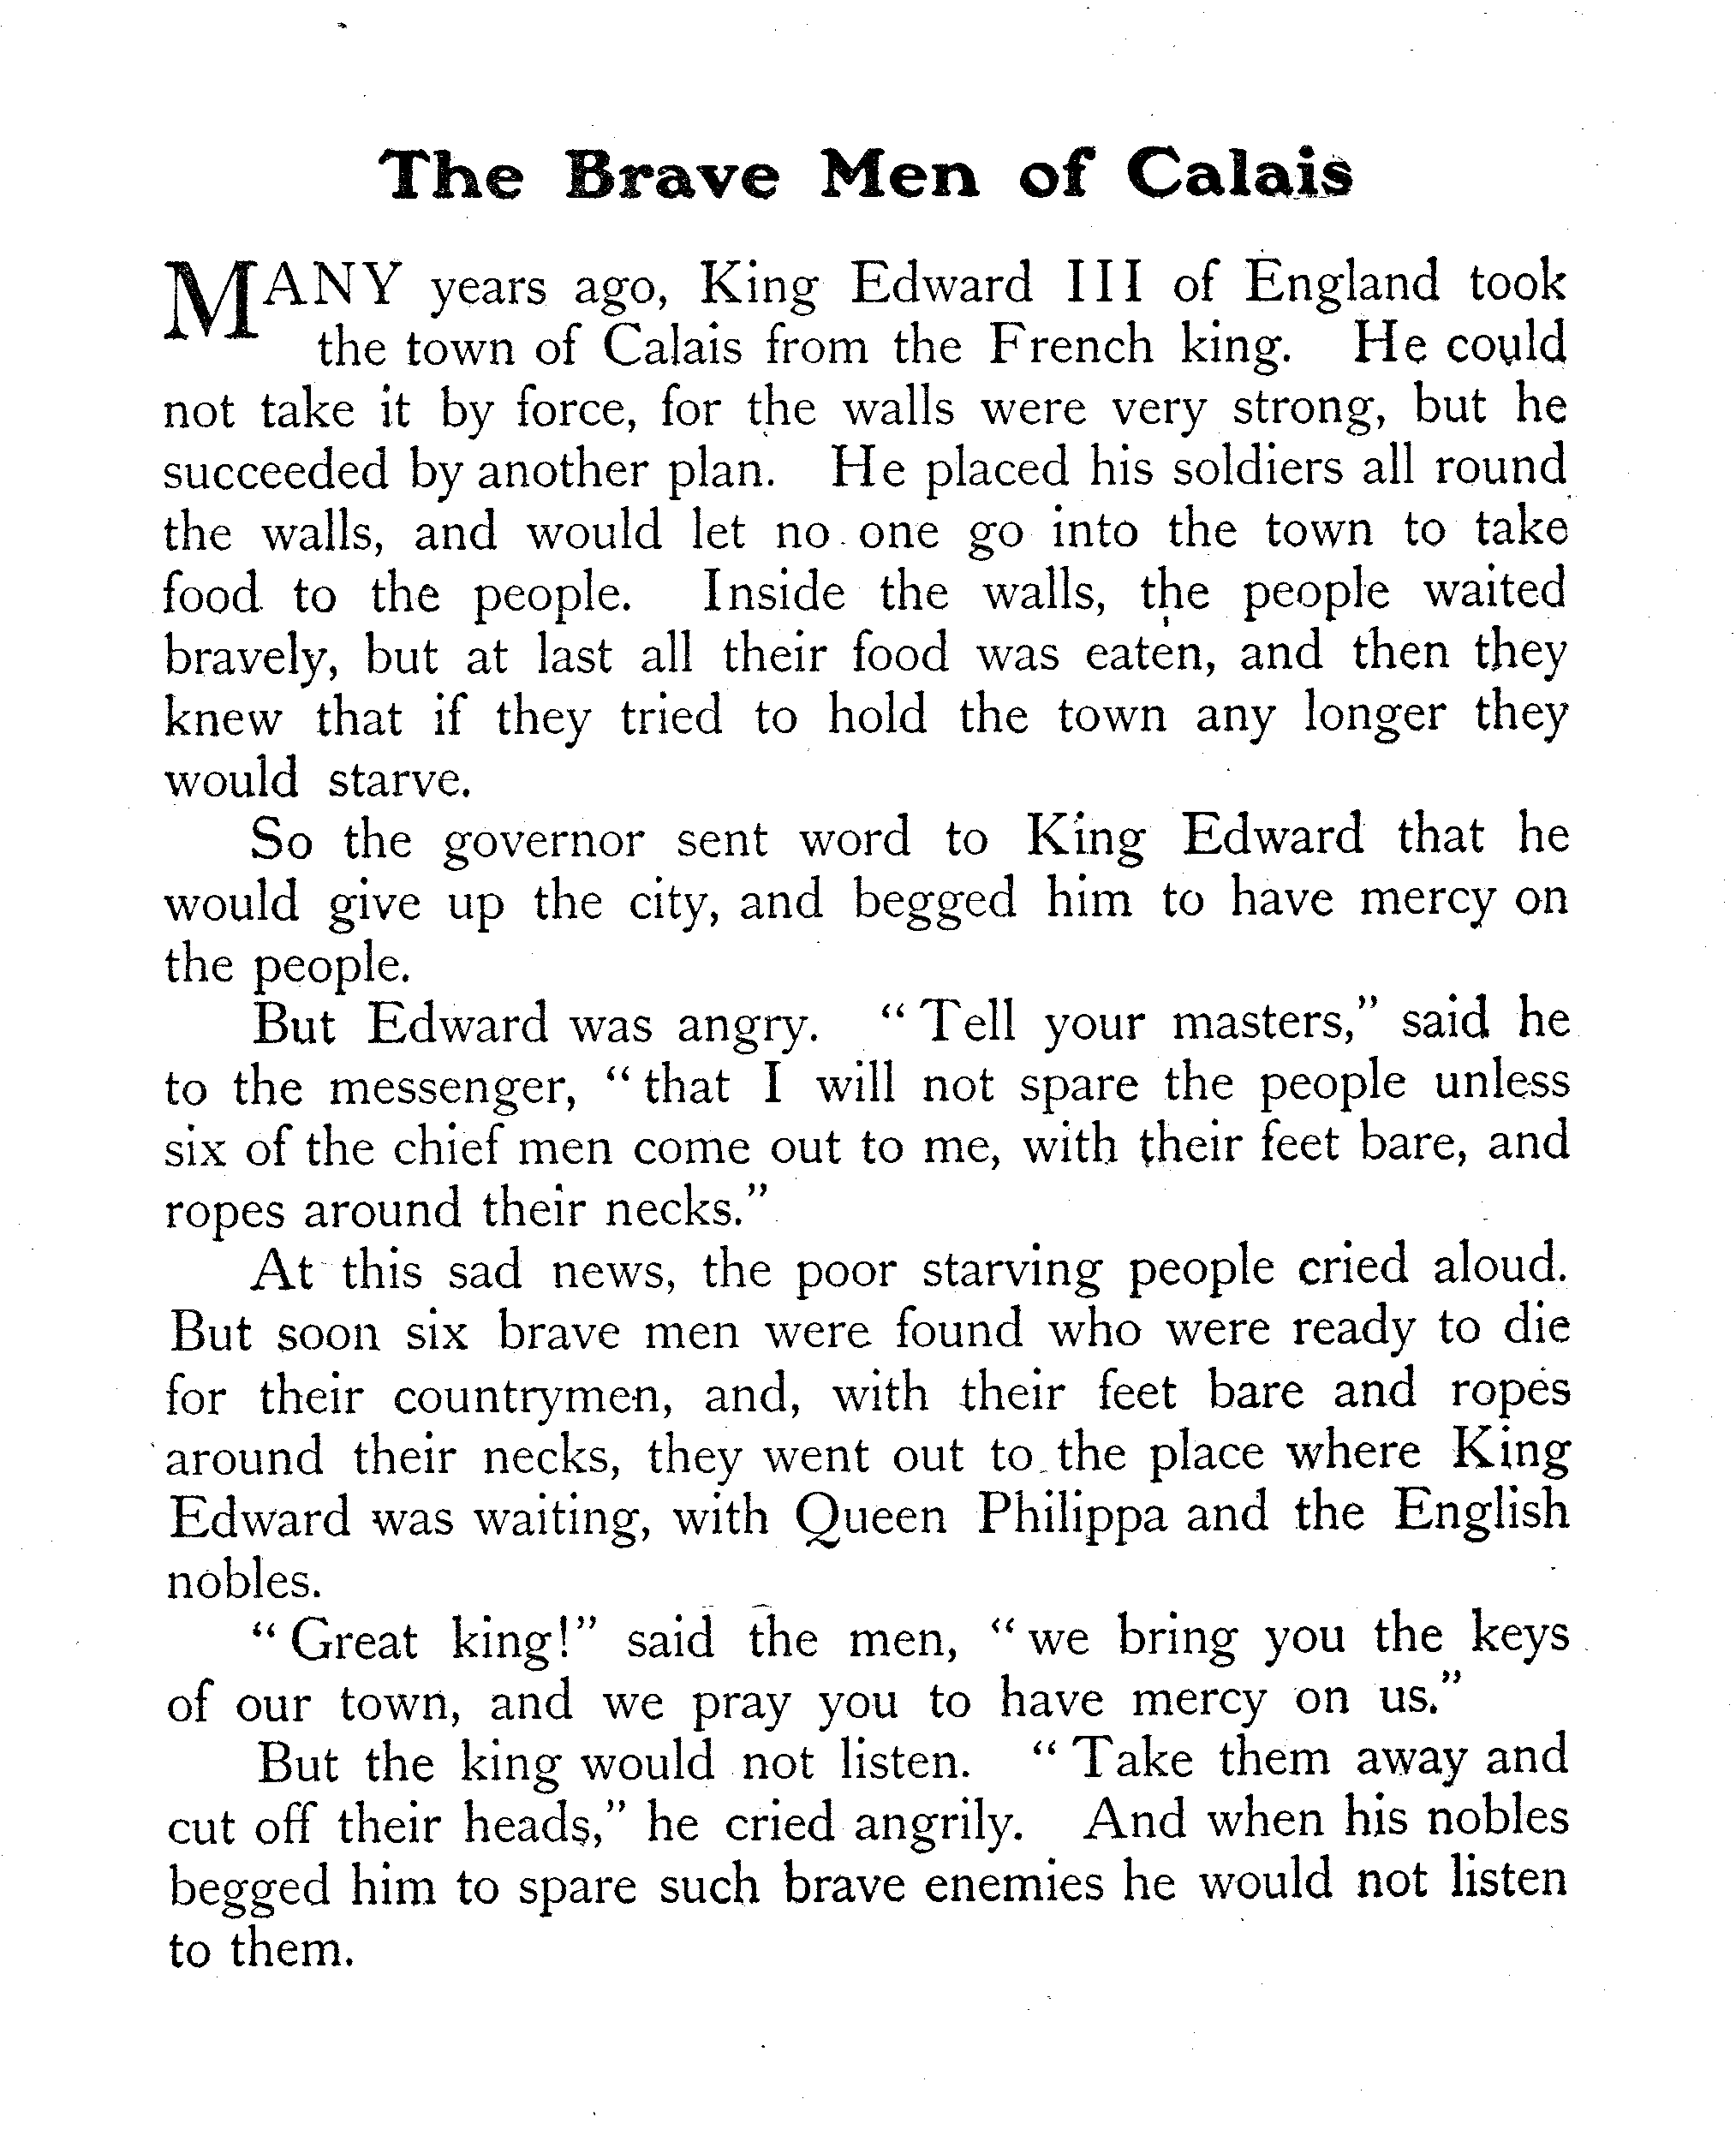 The Brave Men of Calais
MANY years ago, King Edward III of England took
the town of Calais from the French king. He could
not take it by force, for the walls were very strong, but he
succeeded by another plan. He placed his soldiers all round
the walls, and would let no one go into the town to take
food to the people. Inside the walls, the people waited
bravely, but at last all their food was eaten, and then they
knew that if they tried to hold the town any longer they
would starve.
So the governor sent word to King Edward that he
would give up the city, and begged him to have mercy on
the people.
But Edward was angry. “Tell your masters,” said he
to the messenger, “that I will not spare the people unless
six of the chief men come out to me, with their feet bare, and
ropes around their necks.”
At this sad news, the poor starving people cried aloud.
But soon six brave men were found who were ready to die
for their countrymen, and, with their feet bare and ropes
around their necks, they went out to the place where King
Edward was waiting, with Queen Philippa and the English
nobles.
“Great king!” said the men, “we bring you the keys
of our town, and we pray you to have mercy on us.”
But the king would not listen. “Take them away and
cut off their heads,” he cried angrily. And when his nobles
begged him to spare such brave enemies he would not listen
to them.